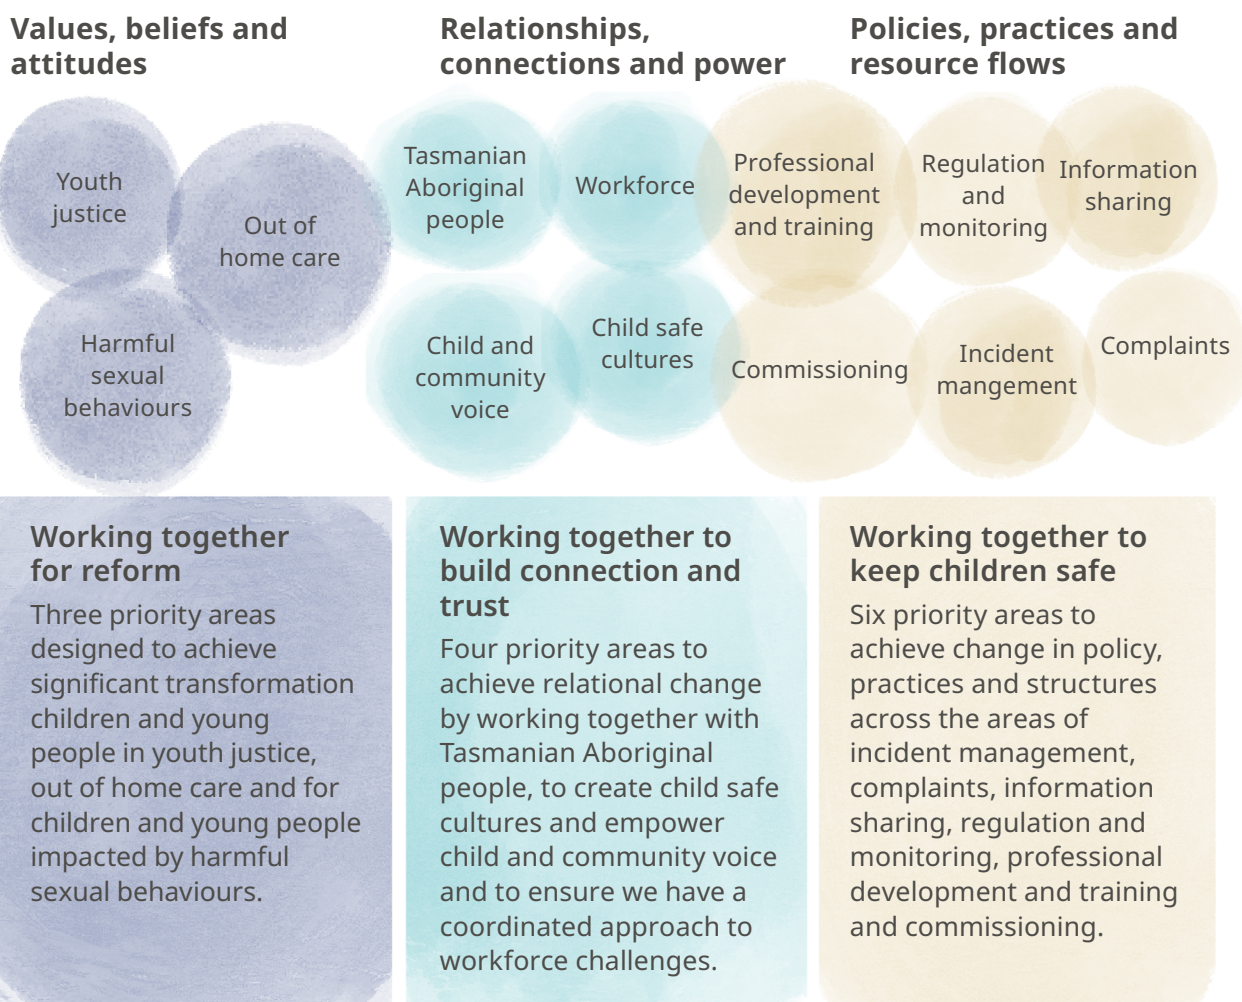 Values, beliefs and
attitudes
Relationships,
connections and power
Policies, practices and
resource flows
Youth
justice
Out of
home care
Harmful
sexual
behaviours
Tasmanian
Aboriginal
people
Workforce
Child and
community
voice
Child safe
cultures
Professional
development
and training
Regulation
and
monitoring
Information
sharing
Commissioning
Incident
mangement
Complaints
Working together
for reform
Three priority areas
designed to achieve
significant transformation
children and young
people in youth justice,
out of home care and for
children and young people
impacted by harmful
sexual behaviours.
Working together to
build connection and
trust
Four priority areas to
achieve relational change
by working together with
Tasmanian Aboriginal
people, to create child safe
cultures and empower
child and community voice
and to ensure we have a
coordinated approach to
workforce challenges.
Working together to
keep children safe
Six priority areas to
achieve change in policy,
practices and structures
across the areas of
incident management,
complaints, information
sharing, regulation and
monitoring, professional
development and training
and commissioning.